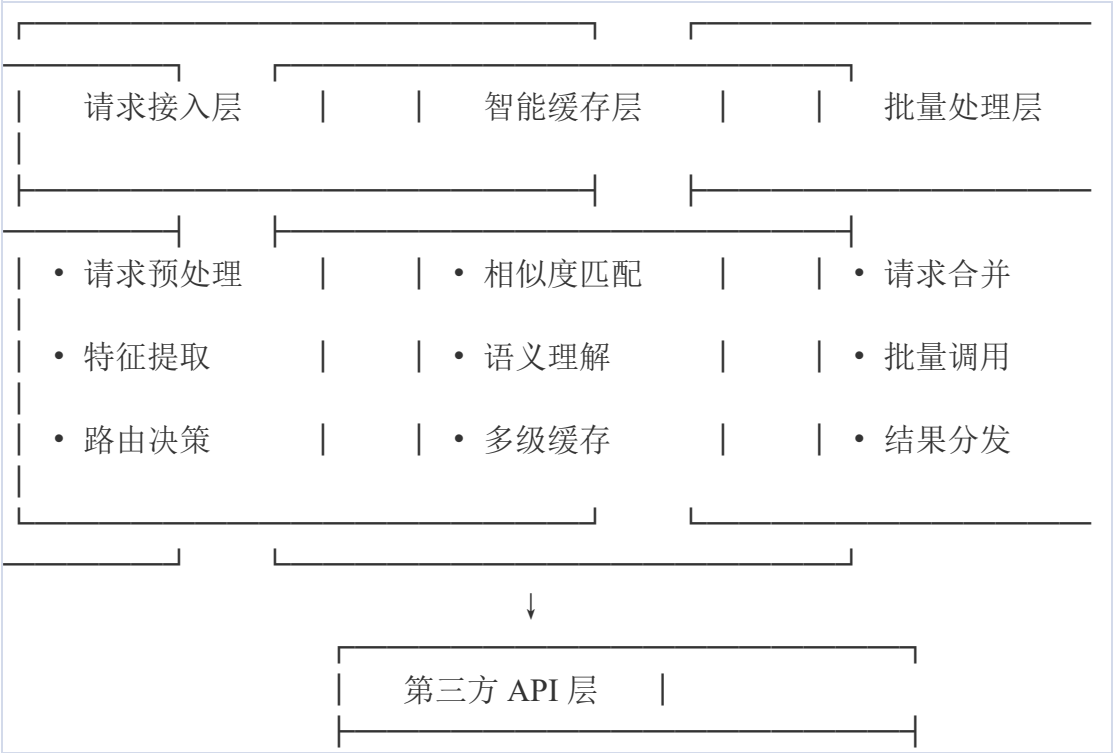 请求接入层 智能缓存层 批量处理层
• 请求预处理 • 相似度匹配 • 请求合并
• 特征提取 • 语义理解 • 批量调用
• 路由决策 • 多级缓存 • 结果分发
↓
第三方 API 层